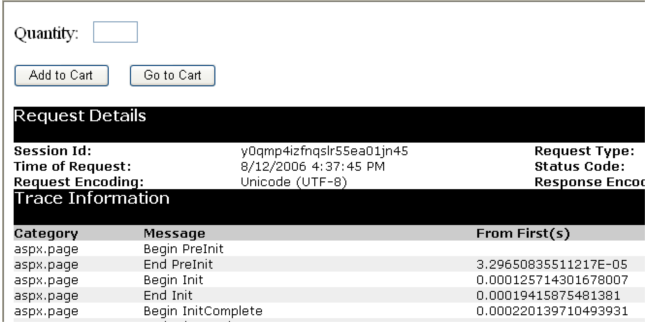 Quantity:
Add to Cart Go to Cart
Request Details
Session Id: y0qmp4izfnqslr55ea01jn45 Request Type:
Time of Request: 8/12/2006 4:37:45 PM Status Code:
Request Encoding: Unicode (UTF-8) Response Encod
Trace Information
Category Message From First(s)
aspx.page Begin PreInit
aspx.page End PreInit 3.29650835511217E-05
aspx.page Begin Init 0.000125714301678007
aspx.page End Init 0.00019415875481381
aspx.page Begin InitComplete 0.000220139710493931